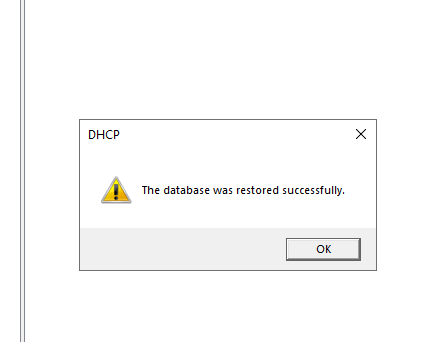 DHCP
The database was restored successfully.
OK